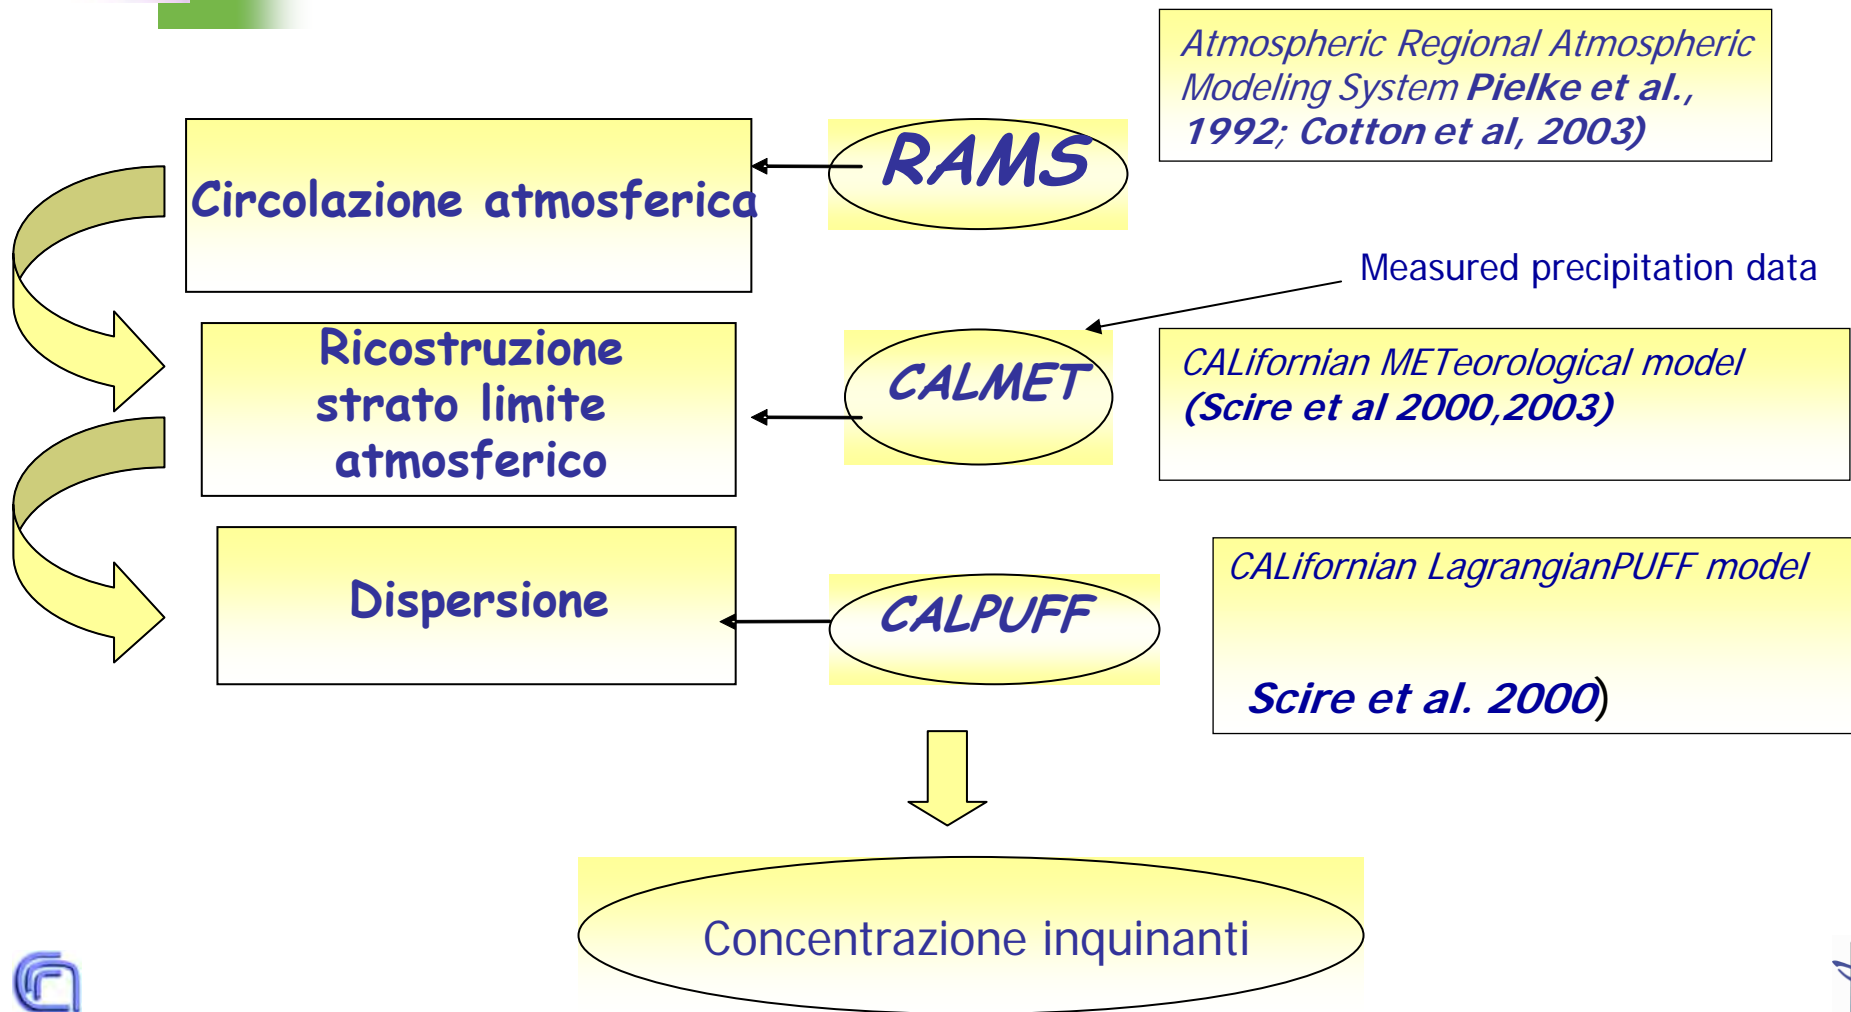 Atmospheric Regional Atmospheric
Modeling System Pielke et al.,
1992; Cotton et al, 2003)
RAMS
Circolazione atmosferica
Measured precipitation data
Ricostruzione
strato limite
atmosferico
CALMET
CALifornian METeorological model
(Scire et al 2000,2003)
Dispersione
CALPUFF
CALifornian LagrangianPUFF model
Scire et al. 2000)
Concentrazione inquinanti